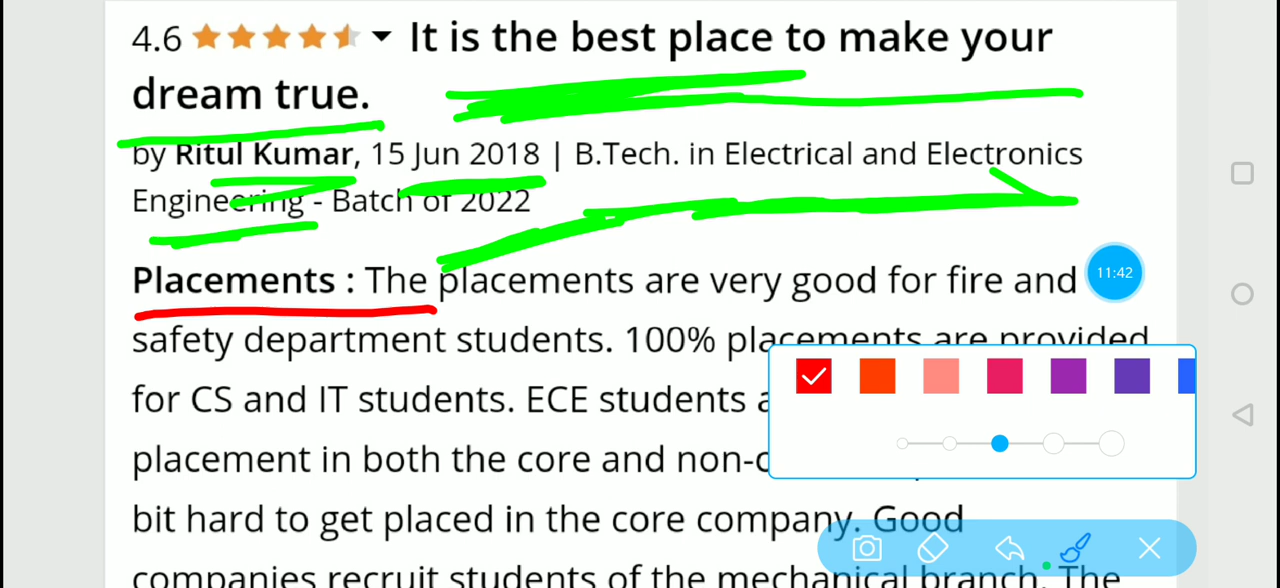 4.6 It is the best place to make your
dream true.
by Ritul Kumar, 15 Jun 2018 | B.Tech. in Electrical and Electronics
Engineering - Batch of 2022
Placements : The placements are very good for fire and
11:42
safety department students. 100% placements are provided
for CS and IT students. ECE students
placement in both the core and
bit hard to get placed in the core company. Good
companies recruit students of the mechanical branch. The